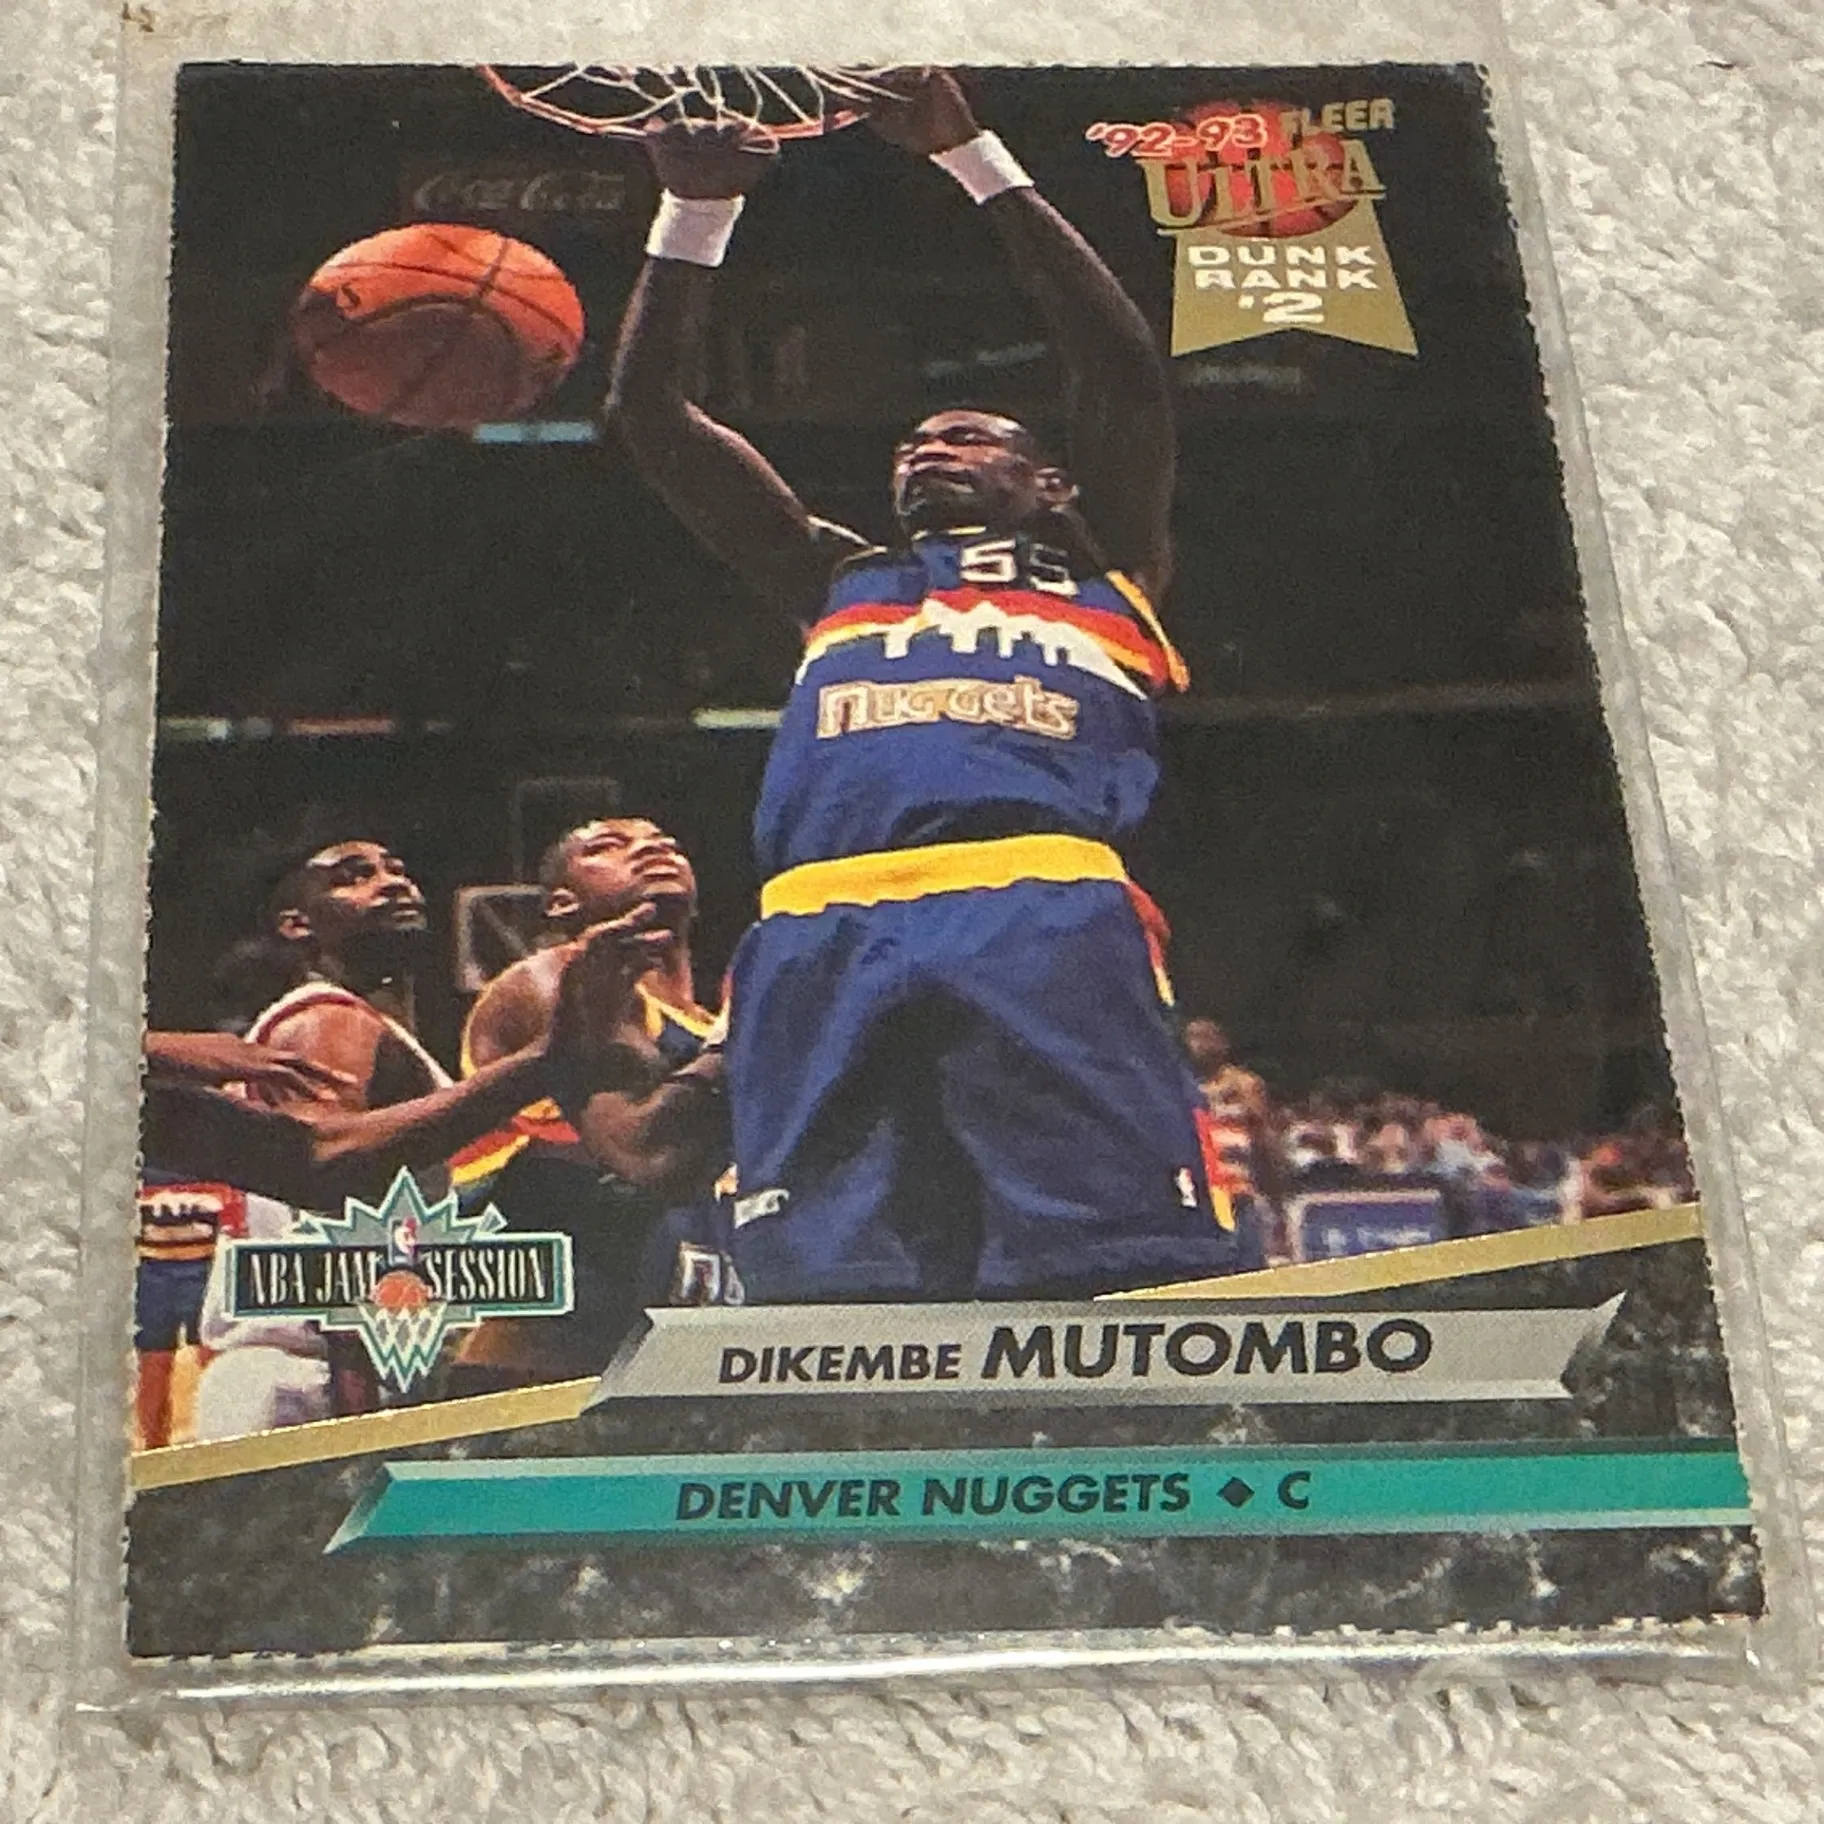 Coca-Cola
'92-93 FLEER
ULTRA
DUNK
RANK
'2
55
Nuggets
NBA JAM SESSION
DIKEMBE MUTOMBO
DENVER NUGGETS ◆ C